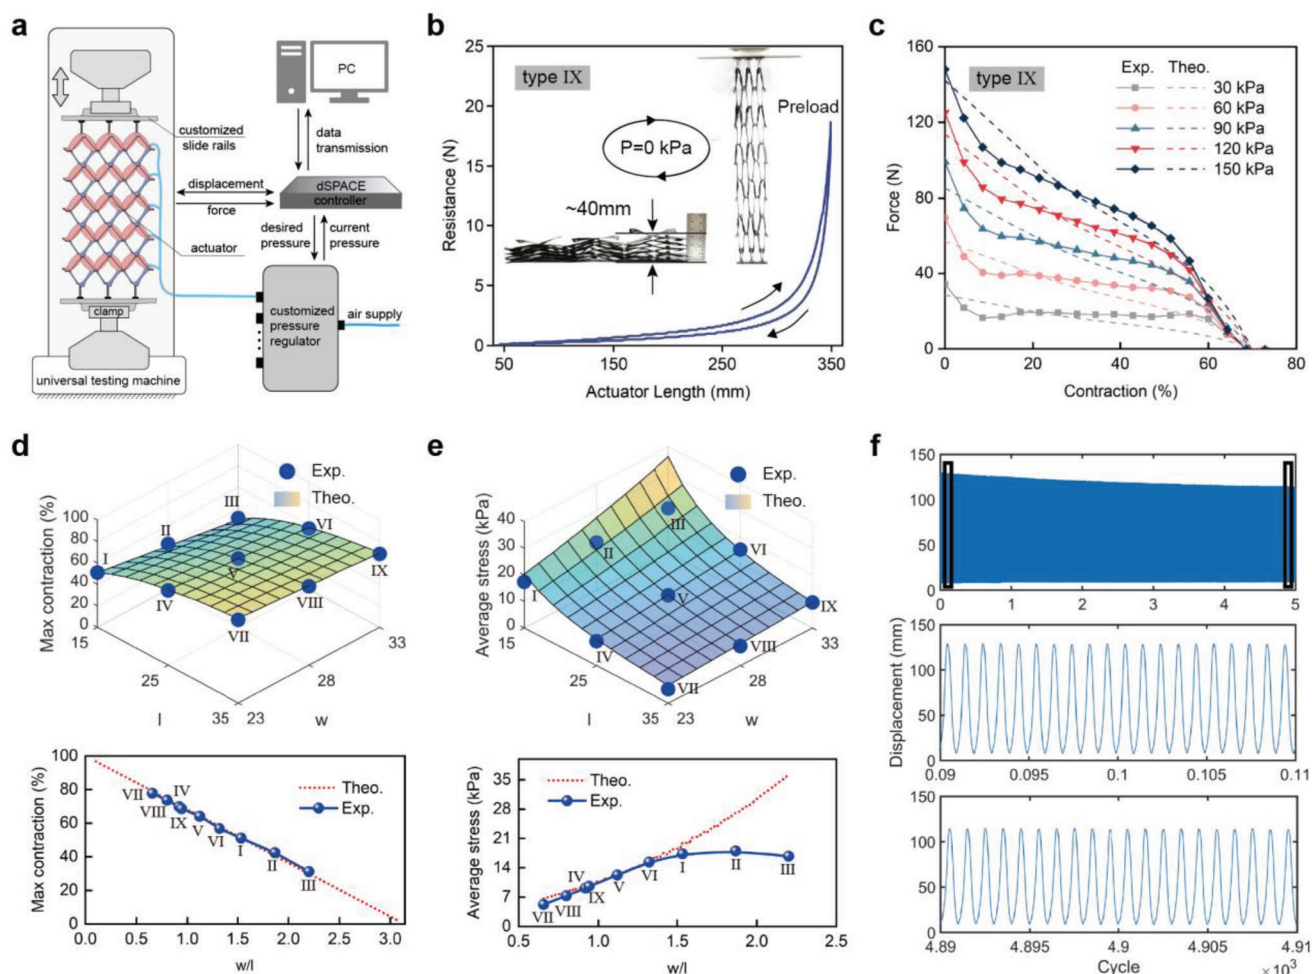 a
PC
customized
slide rails
data
transmission
displacement
force
dSPACE
controller
desired
pressure
current
pressure
actuator
clamp
customized
pressure
regulator
air supply
universal testing machine
b
25
20
15
10
5
0
Resistance (N)
type IX
Preload
P=0 kPa
~40mm
50
150
250
350
Actuator Length (mm)
c
160
120
80
40
0
Force (N)
type IX
Exp. Theo.
30 kPa
60 kPa
90 kPa
120 kPa
150 kPa
0
20
40
60
80
Contraction (%)
d
Max contraction (%)
100
80
60
40
20
0
Exp.
Theo.
I
II
III
IV
V
VI
VII
VIII
IX
15
25
35
l
23
28
33
w
100
80
60
40
20
0
Max contraction (%)
Theo.
Exp.
VII
VIII
IV
IX
V
VI
I
II
III
0.0
0.5
1.0
1.5
2.0
2.5
3.0
w/l
e
Average stress (kPa)
40
30
20
10
0
Exp.
Theo.
I
II
III
IV
V
VI
VII
VIII
IX
15
25
35
l
23
28
33
w
35
28
21
14
7
0
Average stress (kPa)
Theo.
Exp.
VII
VIII
IV
IX
V
VI
I
II
III
0.5
1.0
1.5
2.0
2.5
w/l
f
150
100
50
0
0
1
2
3
4
5
Displacement (mm)
150
100
50
0
0.09
0.095
0.1
0.105
0.11
150
100
50
0
4.89
4.895
4.9
4.905
4.91
Cycle
×10³